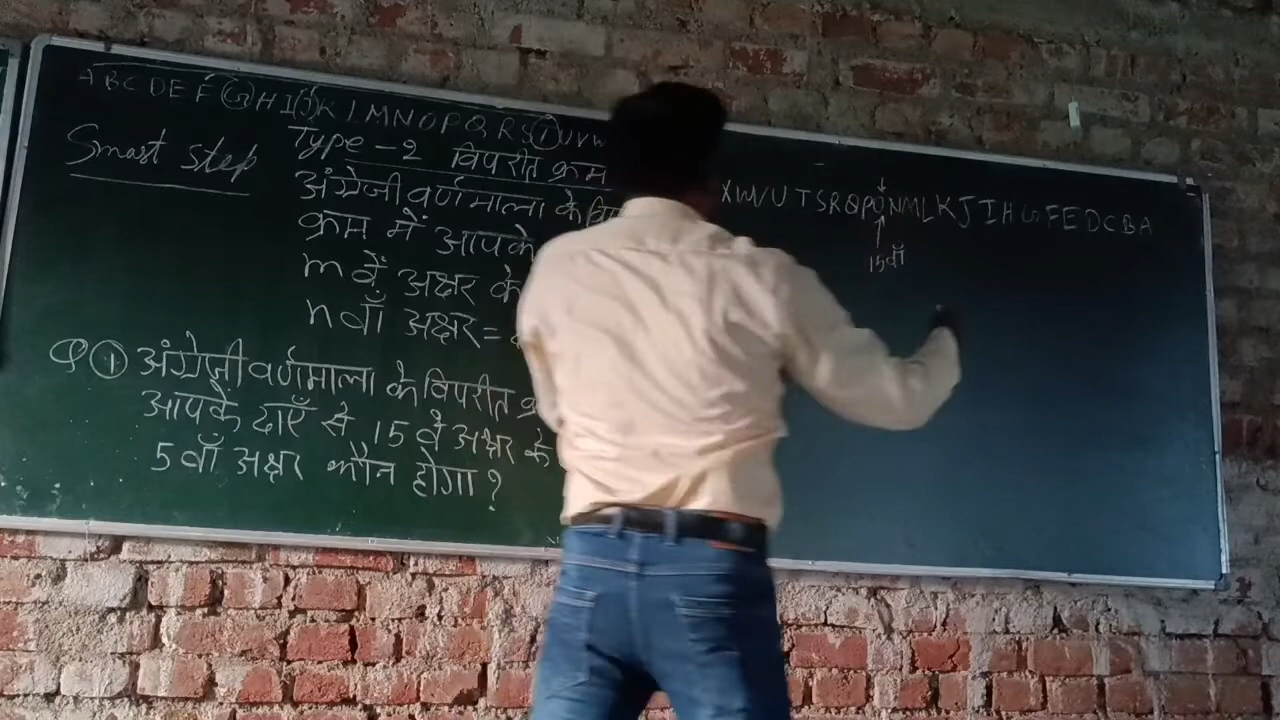 A B C D E F G H I J K L M N O P Q R S T U V W
Smart step
Type - 2 विपरीत क्रम
अंग्रेजी वर्णमाला के
क्रम में आपके
m वें अक्षर के
n वाँ अक्षर =
Q ① अंग्रेजी वर्णमाला के विपरीत
आपके दाएँ से 15 वें अक्षर के
5 वाँ अक्षर कौन होगा ?
X W V U T S R Q P O N M L K J I H G F E D C B A
15वाँ